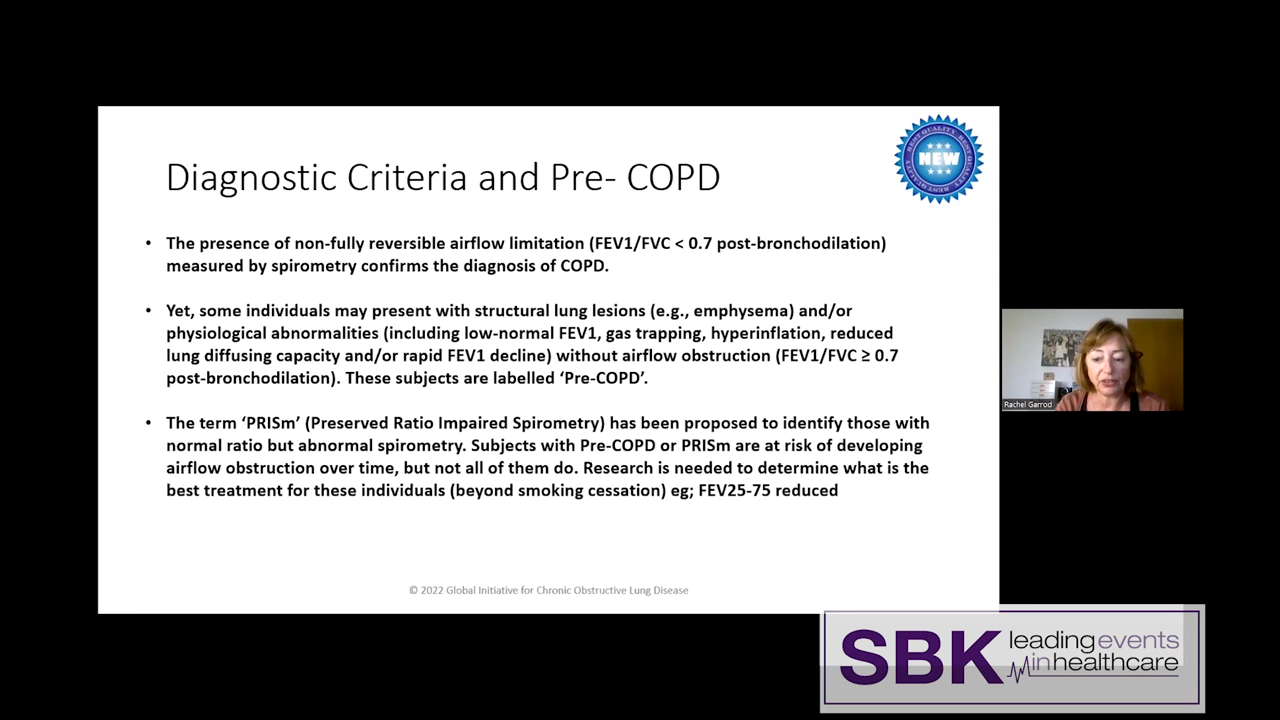 BEST QUALITY BEST QUALITY
NEW
BEST QUALITY
Diagnostic Criteria and Pre- COPD
• The presence of non-fully reversible airflow limitation (FEV1/FVC < 0.7 post-bronchodilation)
measured by spirometry confirms the diagnosis of COPD.
• Yet, some individuals may present with structural lung lesions (e.g., emphysema) and/or
physiological abnormalities (including low-normal FEV1, gas trapping, hyperinflation, reduced
lung diffusing capacity and/or rapid FEV1 decline) without airflow obstruction (FEV1/FVC ≥ 0.7
post-bronchodilation). These subjects are labelled ‘Pre-COPD’.
• The term ‘PRISm’ (Preserved Ratio Impaired Spirometry) has been proposed to identify those with
normal ratio but abnormal spirometry. Subjects with Pre-COPD or PRISm are at risk of developing
airflow obstruction over time, but not all of them do. Research is needed to determine what is the
best treatment for these individuals (beyond smoking cessation) eg; FEV25-75 reduced
Rachel Garrod
© 2022 Global Initiative for Chronic Obstructive Lung Disease
SBK leading events
in healthcare